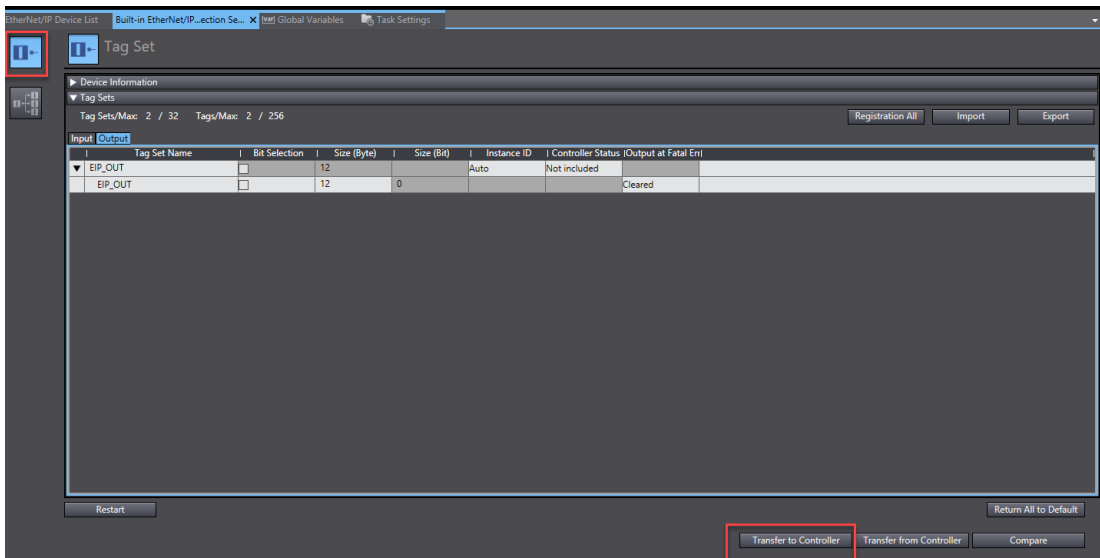 EtherNet/IP Device List Built-in EtherNet/IP...ection Se... X Global Variables Task Settings
Tag Set
Device Information
Tag Sets
Tag Sets/Max: 2 / 32 Tags/Max: 2 / 256 Registration All Import Export
Input Output
Tag Set Name Bit Selection Size (Byte) Size (Bit) Instance ID Controller Status Output at Fatal Err
EIP_OUT 12 Auto Not included
EIP_OUT 12 0 Cleared
Restart Return All to Default
Transfer to Controller Transfer from Controller Compare